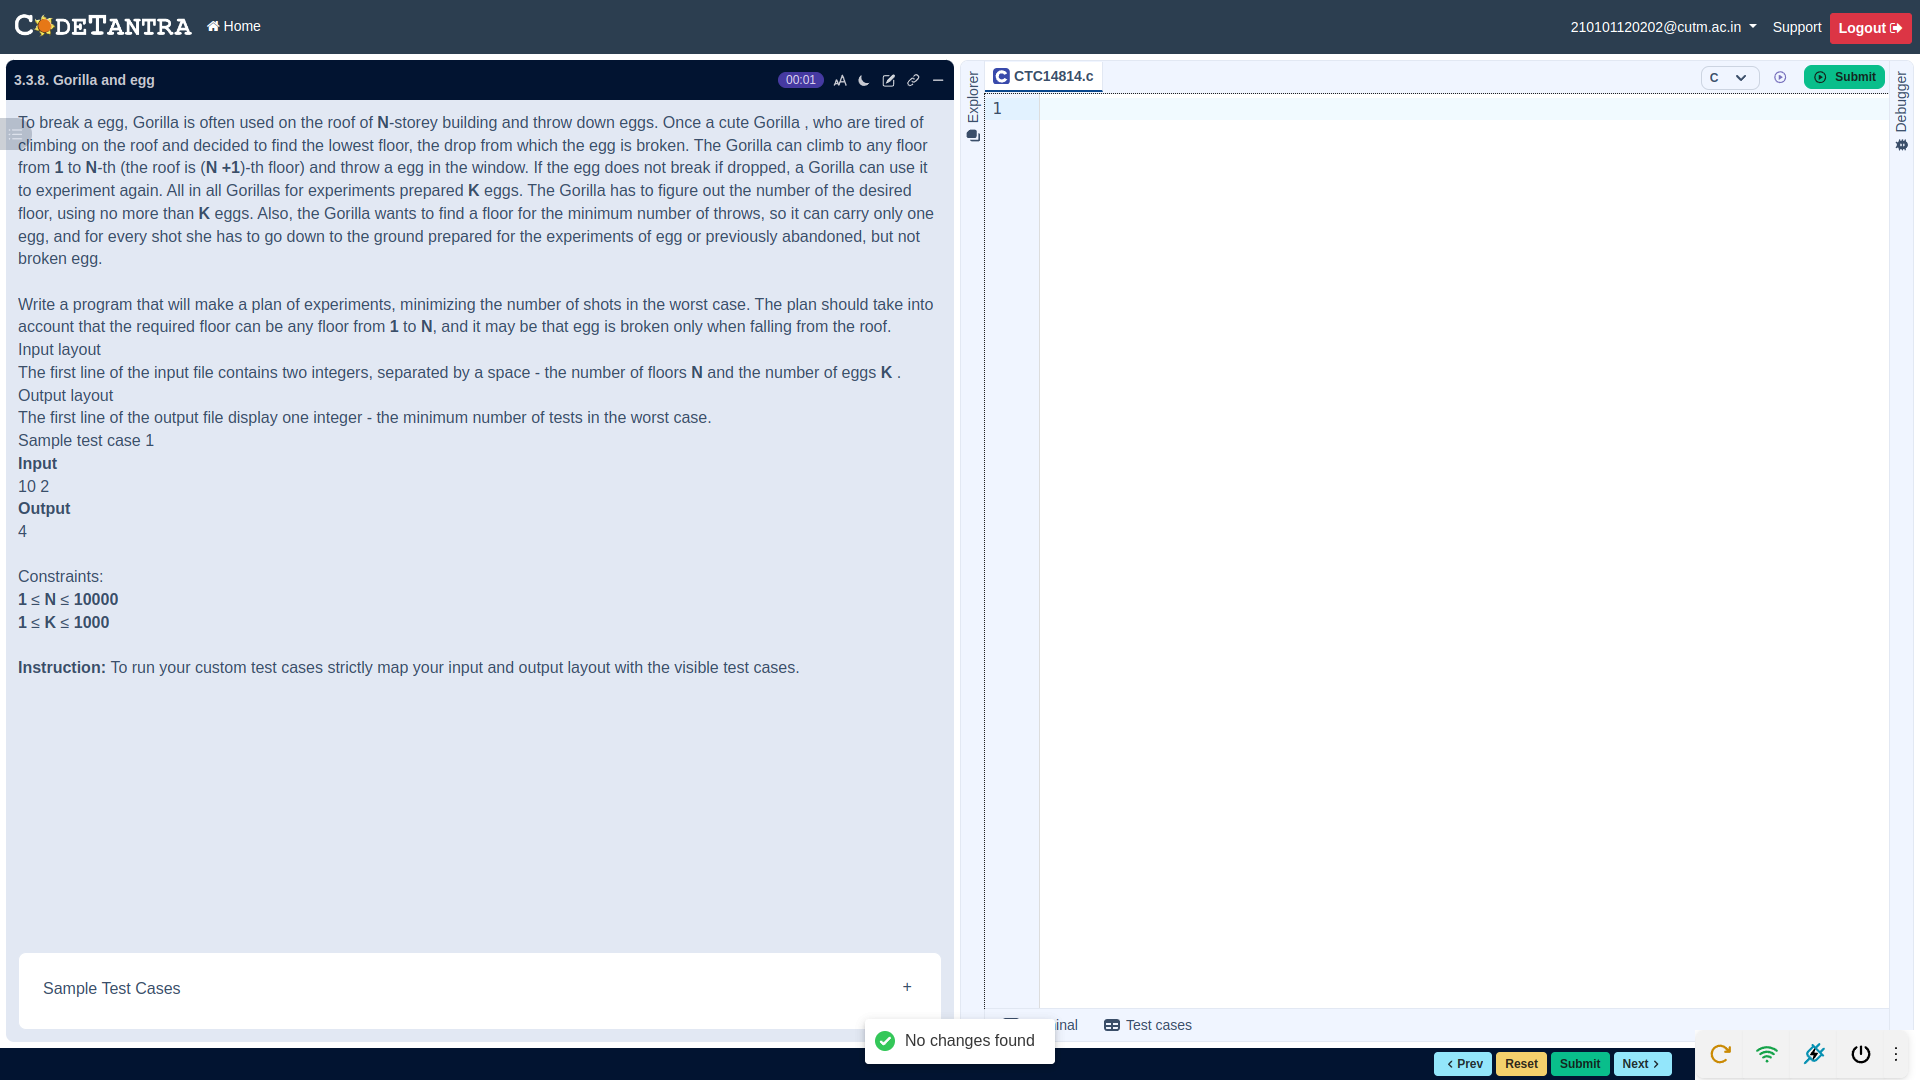 CODETANTRA
Home
210101120202@cutm.ac.in
Support
Logout
3.3.8. Gorilla and egg
00:01
To break a egg, Gorilla is often used on the roof of N-storey building and throw down eggs. Once a cute Gorilla , who are tired of
climbing on the roof and decided to find the lowest floor, the drop from which the egg is broken. The Gorilla can climb to any floor
from 1 to N-th (the roof is (N +1)-th floor) and throw a egg in the window. If the egg does not break if dropped, a Gorilla can use it
to experiment again. All in all Gorillas for experiments prepared K eggs. The Gorilla has to figure out the number of the desired
floor, using no more than K eggs. Also, the Gorilla wants to find a floor for the minimum number of throws, so it can carry only one
egg, and for every shot she has to go down to the ground prepared for the experiments of egg or previously abandoned, but not
broken egg.
Write a program that will make a plan of experiments, minimizing the number of shots in the worst case. The plan should take into
account that the required floor can be any floor from 1 to N, and it may be that egg is broken only when falling from the roof.
Input layout
The first line of the input file contains two integers, separated by a space - the number of floors N and the number of eggs K .
Output layout
The first line of the output file display one integer - the minimum number of tests in the worst case.
Sample test case 1
Input
10 2
Output
4
Constraints:
1 ≤ N ≤ 10000
1 ≤ K ≤ 1000
Instruction: To run your custom test cases strictly map your input and output layout with the visible test cases.
Sample Test Cases
+
Explorer
CTC14814.c
C
Submit
1
Debugger
Test cases
No changes found
Prev
Reset
Submit
Next